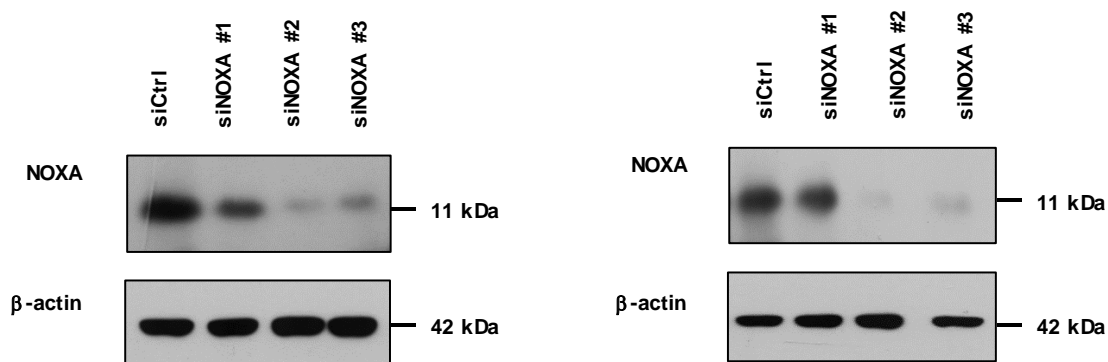 siCtrl
siNOXA #1
siNOXA #2
siNOXA #3
NOXA
11 kDa
β-actin
42 kDa
siCtrl
siNOXA #1
siNOXA #2
siNOXA #3
NOXA
11 kDa
β-actin
42 kDa